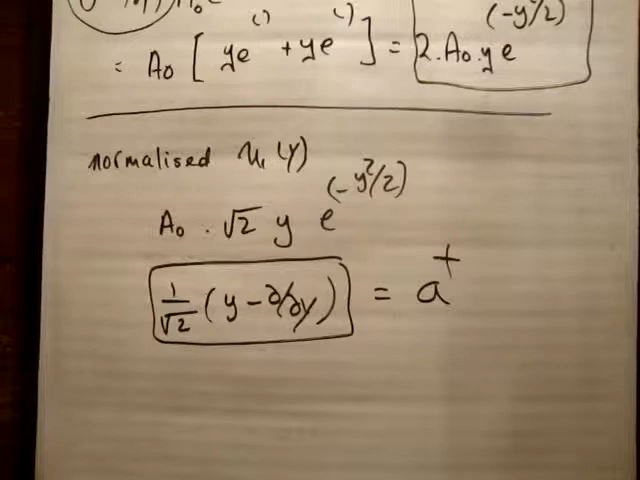 = A₀ [ ye⁽⁾ + ye⁽⁾ ] = 2.A₀.y e^(-y²/2)
normalised u₁(y)
A₀ . √2 y e^(-y²/2)
1/√2 (y - ∂/∂y) = a†